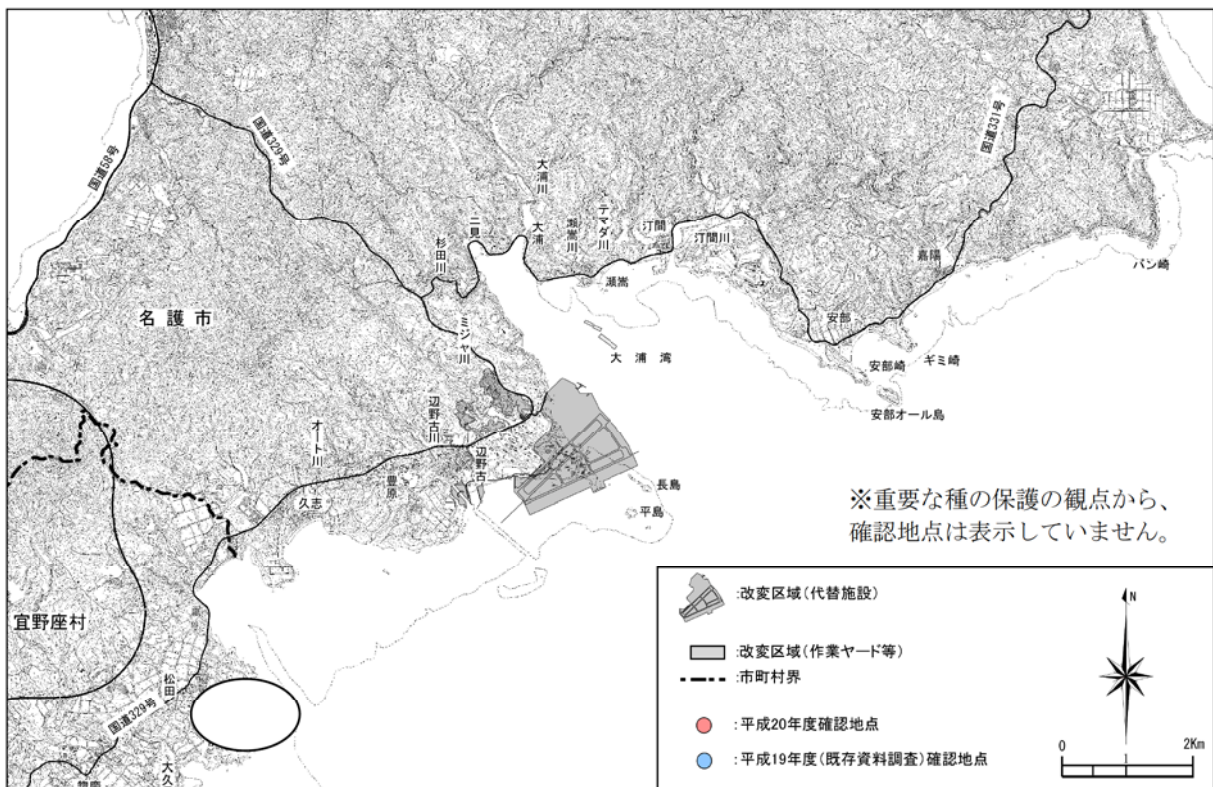 国道58号
国道329号
国道331号
大浦川
大浦
二見
杉田川
瀬嵩川
テマダ川
汀間
汀間川
瀬嵩
嘉陽
バン崎
安部
安部崎
ギミ崎
安部オール島
大浦湾
名護市
ミジャ川
辺野古川
辺野古
オート川
久志
豊原
長島
平島
※重要な種の保護の観点から、
確認地点は表示していません。
宜野座村
松田
国道329号
大久
:改変区域(代替施設)
:改変区域(作業ヤード等)
:市町村界
:平成20年度確認地点
:平成19年度(既存資料調査)確認地点
N
0 2Km